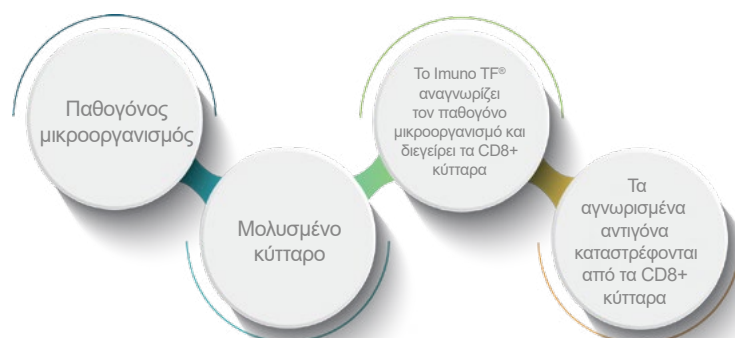 Παθογόνος
μικροοργανισμός
Μολυσμένο
κύτταρο
Το Imuno TF®
αναγνωρίζει
τον παθογόνο
μικροοργανισμό και
διεγείρει τα CD8+
κύτταρα
Τα
αγνωρισμένα
αντιγόνα
καταστρέφονται
από τα CD8+
κύτταρα